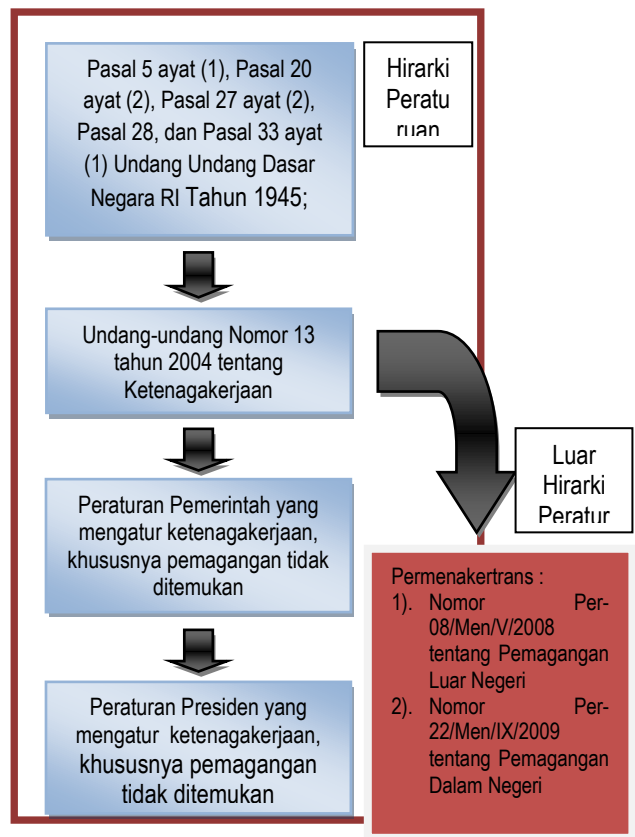 Pasal 5 ayat (1), Pasal 20
ayat (2), Pasal 27 ayat (2),
Pasal 28, dan Pasal 33 ayat
(1) Undang Undang Dasar
Negara RI Tahun 1945;
Hirarki
Peratu
ruan
Undang-undang Nomor 13
tahun 2004 tentang
Ketenagakerjaan
Luar
Hirarki
Peratur
Peraturan Pemerintah yang
mengatur ketenagakerjaan,
khususnya pemagangan tidak
ditemukan
Permenakertrans :
1). Nomor Per-
08/Men/V/2008
tentang Pemagangan
Luar Negeri
2). Nomor Per-
22/Men/IX/2009
tentang Pemagangan
Dalam Negeri
Peraturan Presiden yang
mengatur ketenagakerjaan,
khususnya pemagangan
tidak ditemukan